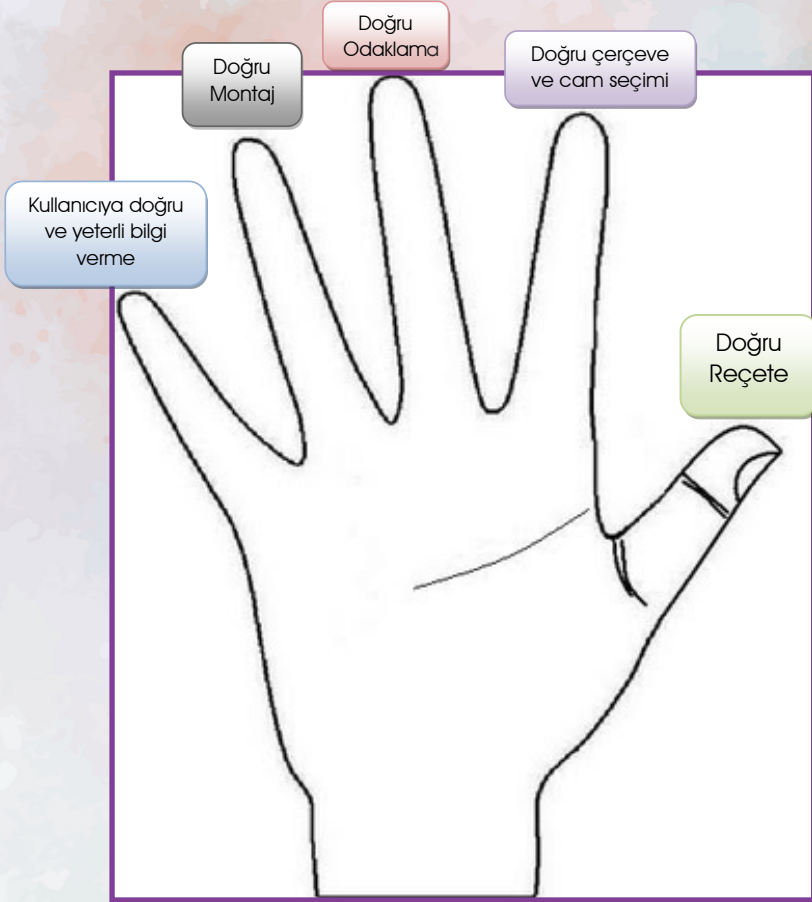 Doğru
Odaklama
Doğru
Montaj
Doğru çerçeve
ve cam seçimi
Kullanıcıya doğru
ve yeterli bilgi
verme
Doğru
Reçete